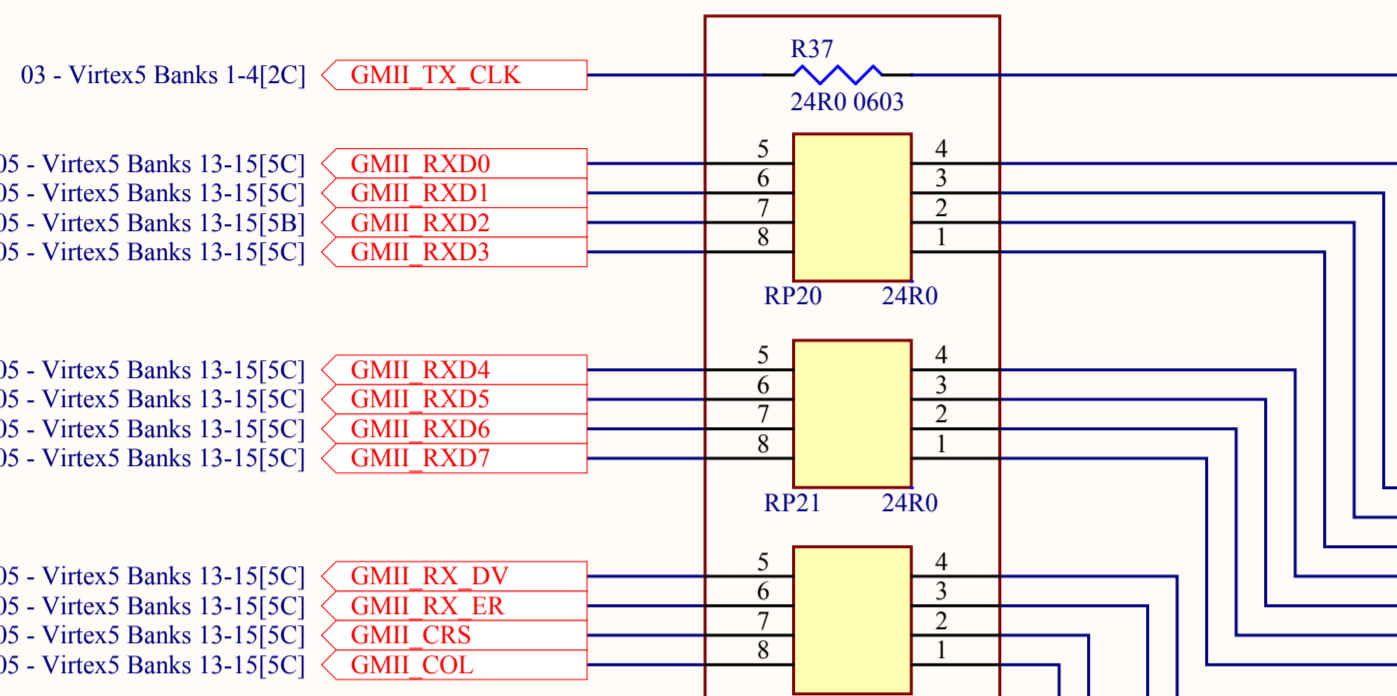 R37
03 - Virtex5 Banks 1-4[2C] GMII_TX_CLK
24R0 0603
05 - Virtex5 Banks 13-15[5C] GMII_RXD0 5 4
05 - Virtex5 Banks 13-15[5C] GMII_RXD1 6 3
05 - Virtex5 Banks 13-15[5B] GMII_RXD2 7 2
05 - Virtex5 Banks 13-15[5C] GMII_RXD3 8 1
RP20 24R0
05 - Virtex5 Banks 13-15[5C] GMII_RXD4 5 4
05 - Virtex5 Banks 13-15[5C] GMII_RXD5 6 3
05 - Virtex5 Banks 13-15[5C] GMII_RXD6 7 2
05 - Virtex5 Banks 13-15[5C] GMII_RXD7 8 1
RP21 24R0
05 - Virtex5 Banks 13-15[5C] GMII_RX_DV 5 4
05 - Virtex5 Banks 13-15[5C] GMII_RX_ER 6 3
05 - Virtex5 Banks 13-15[5C] GMII_CRS 7 2
05 - Virtex5 Banks 13-15[5C] GMII_COL 8 1